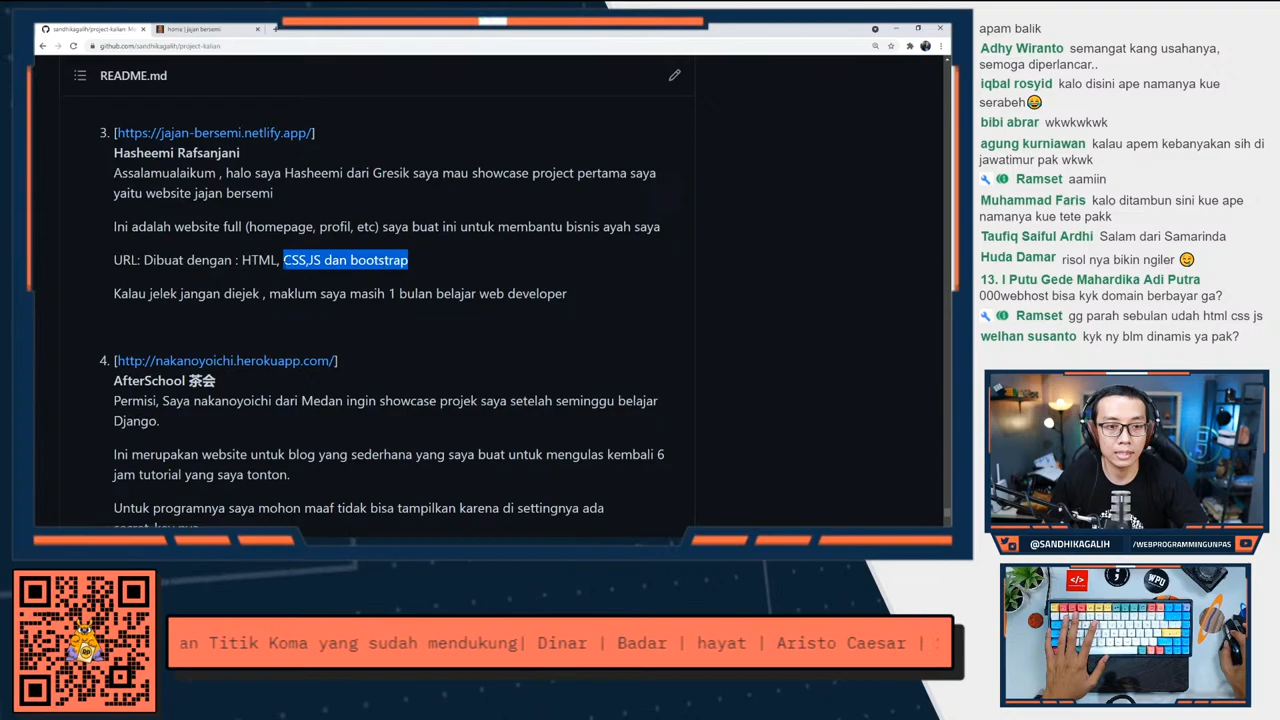 sandhikagalih/project-kalian: Me
home | jajan bersemi
github.com/sandhikagalih/project-kalian
README.md
3. [https://jajan-bersemi.netlify.app/]
Hasheemi Rafsanjani
Assalamualaikum , halo saya Hasheemi dari Gresik saya mau showcase project pertama saya
yaitu website jajan bersemi
Ini adalah website full (homepage, profil, etc) saya buat ini untuk membantu bisnis ayah saya
URL: Dibuat dengan : HTML, CSS,JS dan bootstrap
Kalau jelek jangan diejek , maklum saya masih 1 bulan belajar web developer
4. [http://nakanoyoichi.herokuapp.com/]
AfterSchool 茶会
Permisi, Saya nakanoyoichi dari Medan ingin showcase projek saya setelah seminggu belajar
Django.
Ini merupakan website untuk blog yang sederhana yang saya buat untuk mengulas kembali 6
jam tutorial yang saya tonton.
Untuk programnya saya mohon maaf tidak bisa tampilkan karena di settingnya ada
apam balik
Adhy Wiranto semangat kang usahanya,
semoga diperlancar..
iqbal rosyid kalo disini ape namanya kue
serabeh😂
bibi abrar wkwkwkwk
agung kurniawan kalau apem kebanyakan sih di
jawatimur pak wkwk
Ramset aamiin
Muhammad Faris kalo ditambun sini kue ape
namanya kue tete pakk
Taufiq Saiful Ardhi Salam dari Samarinda
Huda Damar risol nya bikin ngiler 😋
13. I Putu Gede Mahardika Adi Putra
000webhost bisa kyk domain berbayar ga?
Ramset gg parah sebulan udah html css js
welhan susanto kyk ny blm dinamis ya pak?
@SANDHIKAGALIH /WEBPROGRAMMINGUNPAS
</> ; WPU
an Titik Koma yang sudah mendukung| Dinar | Badar | hayat | Aristo Caesar |